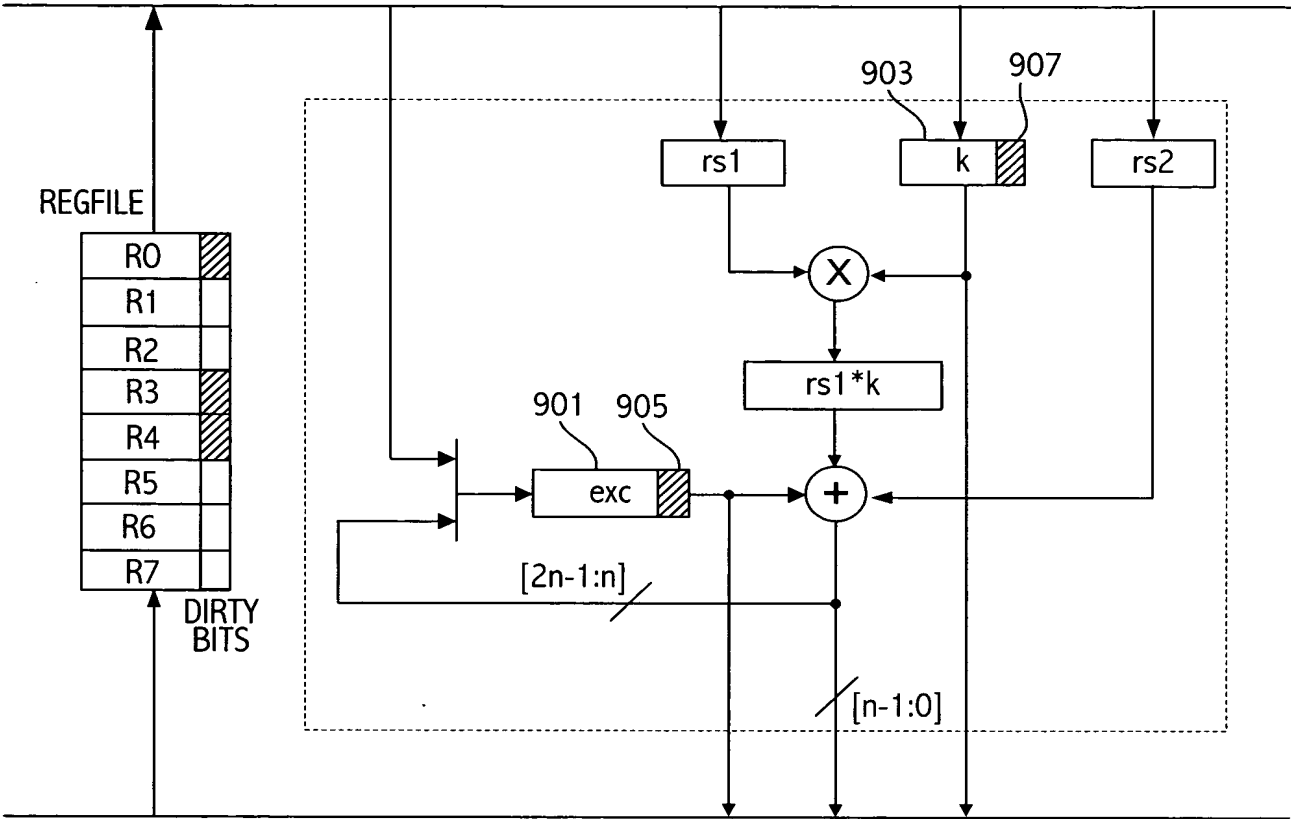 903
907
rs1
k
rs2
REGFILE
R0
R1
R2
R3
R4
R5
R6
R7
DIRTY
BITS
X
rs1*k
901
905
exc
+
[2n-1:n]
[n-1:0]